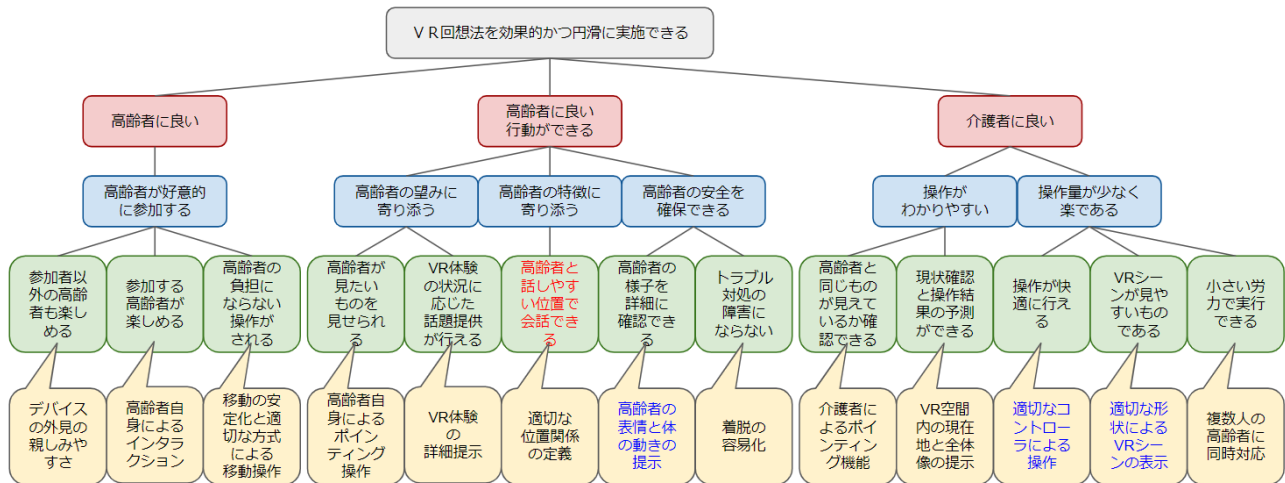 VR回想法を効果的かつ円滑に実施できる
高齢者に良い
高齢者に良い
行動ができる
介護者に良い
高齢者が好意的
に参加する
高齢者の望みに
寄り添う
高齢者の特徴に
寄り添う
高齢者の安全を
確保できる
操作が
わかりやすい
操作量が少なく
楽である
参加者以
外の高齢
者も楽し
める
参加する
高齢者が
楽しめる
高齢者の
負担に
ならない
操作が
される
高齢者が
見たい
ものを
見せられ
る
VR体験
の状況に
応じた
話題提供
が行える
高齢者と
話しやす
い位置で
会話でき
る
高齢者の
様子を
詳細に
確認でき
る
トラブル
対処の
障害に
ならない
高齢者と
同じもの
が見えて
いるか確
認できる
現状確認
と操作結
果の予測
ができる
操作が快
適に行え
る
VRシー
ンが見や
すいもの
である
小さい労
力で実行
できる
デバイス
の外見の
親しみや
すさ
高齢者自
身による
インタラ
クション
移動の安
定化と適
切な方式
による
移動操作
高齢者自
身による
ポイン
ティング
操作
VR体験
の
詳細提示
適切な
位置関係
の定義
高齢者の
表情と体
の動きの
提示
着脱の
容易化
介護者に
よるポイン
ティング
機能
VR空間
内の現在
地と全体
像の提示
適切なコ
ントロー
ラによる
操作
適切な形
状による
VRシー
ンの表示
複数人の
高齢者に
同時対応